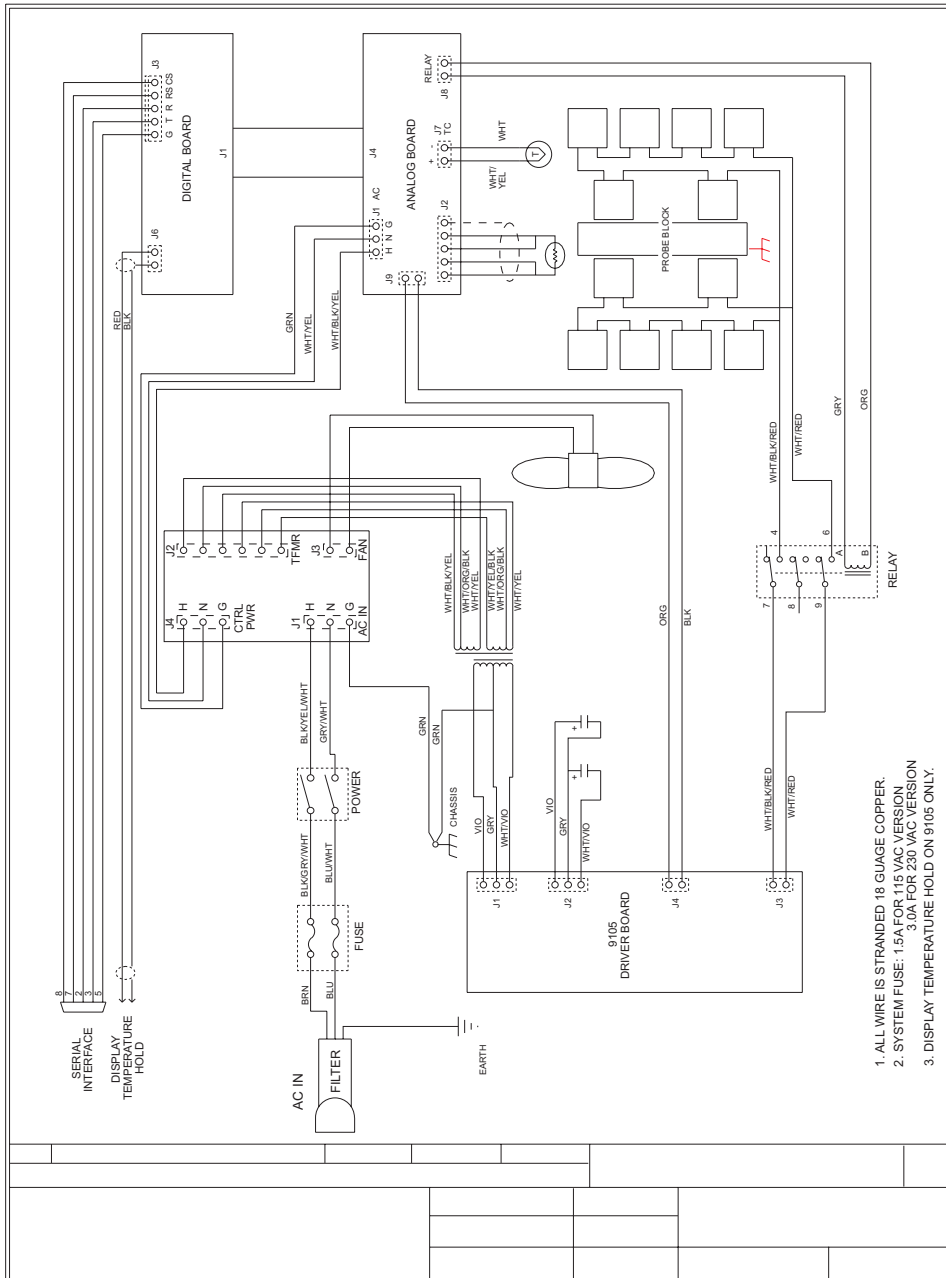 SERIAL
INTERFACE
8
7
2
3
5
DISPLAY
TEMPERATURE
HOLD
RED
BLK
J3
CS
RS
R
T
G
J6
DIGITAL BOARD
J1
J4
ANALOG BOARD
J1 AC
H
N
G
J9
J2
J7
TC
+
-
J8
RELAY
WHT
WHT/
YEL
T
GRN
WHT/YEL
WHT/BLK/YEL
PROBE BLOCK
AC IN
FILTER
BRN
BLU
EARTH
FUSE
BLK/GRY/WHT
BLU/WHT
POWER
BLK/YEL/WHT
GRY/WHT
J4
H
N
G
CTRL
PWR
J1
H
N
G
AC IN
J2
TFMR
J3
FAN
GRN
GRN
CHASSIS
WHT/BLK/YEL
WHT/ORG/BLK
WHT/YEL
WHT/YEL/BLK
WHT/ORG/BLK
WHT/YEL
VIO
GRY
WHT/VIO
VIO
GRY
WHT/VIO
+
+
ORG
BLK
9105
DRIVER BOARD
J1
J2
J4
J3
WHT/BLK/RED
WHT/RED
7
8
9
4
6
A
B
RELAY
WHT/BLK/RED
WHT/RED
GRY
ORG
1. ALL WIRE IS STRANDED 18 GUAGE COPPER.
2. SYSTEM FUSE: 1.5A FOR 115 VAC VERSION
3.0A FOR 230 VAC VERSION
3. DISPLAY TEMPERATURE HOLD ON 9105 ONLY.